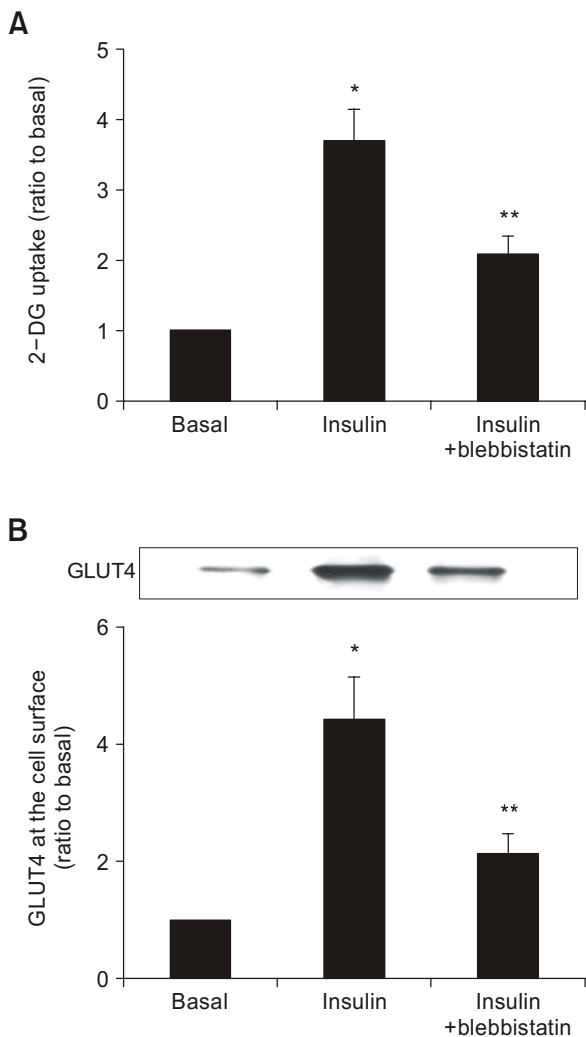 A
5
4
3
2
1
0
2−DG uptake (ratio to basal)
*
**
Basal
Insulin
Insulin
+blebbistatin
B
GLUT4
6
4
2
0
GLUT4 at the cell surface
(ratio to basal)
*
**
Basal
Insulin
Insulin
+blebbistatin